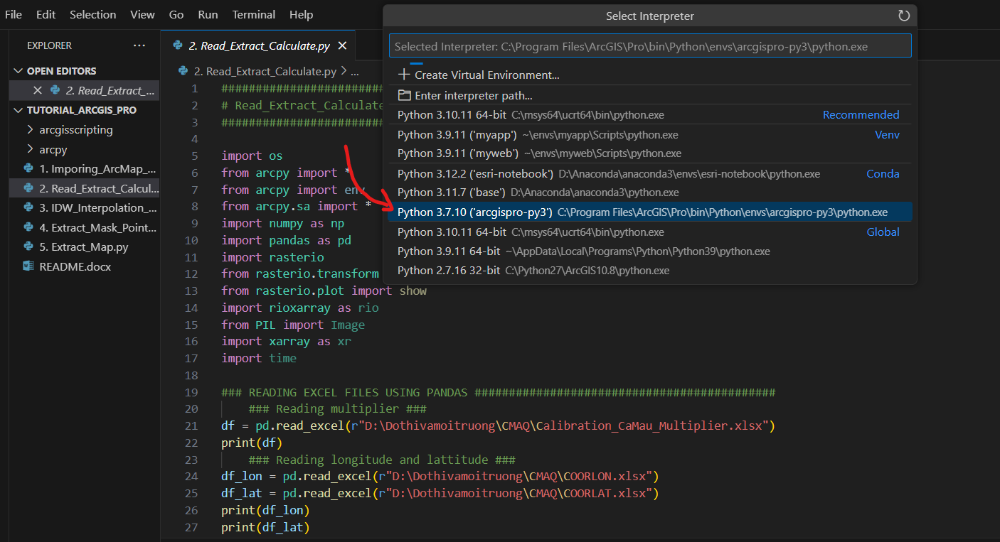 File Edit Selection View Go Run Terminal Help
EXPLORER ...
OPEN EDITORS
2. Read_Extract_...
TUTORIAL_ARCGIS_PRO
arcgisscripting
arcpy
1. Imporing_ArcMap_...
2. Read_Extract_Calcul...
3. IDW_Interpolation_...
4. Extract_Mask_Point...
5. Extract_Map.py
README.docx
2. Read_Extract_Calculate.py
2. Read_Extract_Calculate.py > ...
1 ########################
2 # Read_Extract_Calculate
3 ########################
4
5 import os
6 from arcpy import *
7 from arcpy import env
8 from arcpy.sa import *
9 import numpy as np
10 import pandas as pd
11 import rasterio
12 from rasterio.transform
13 from rasterio.plot import show
14 import rioxarray as rio
15 from PIL import Image
16 import xarray as xr
17 import time
18
19 ### READING EXCEL FILES USING PANDAS ############################################
20 ### Reading multiplier ###
21 df = pd.read_excel(r"D:\Dothivamoitruong\CMAQ\Calibration_CaMau_Multiplier.xlsx")
22 print(df)
23 ### Reading longitude and lattitude ###
24 df_lon = pd.read_excel(r"D:\Dothivamoitruong\CMAQ\COORLON.xlsx")
25 df_lat = pd.read_excel(r"D:\Dothivamoitruong\CMAQ\COORLAT.xlsx")
26 print(df_lon)
27 print(df_lat)
Select Interpreter
Selected Interpreter: C:\Program Files\ArcGIS\Pro\bin\Python\envs\arcgispro-py3\python.exe
Create Virtual Environment...
Enter interpreter path...
Python 3.10.11 64-bit C:\msys64\ucrt64\bin\python.exe Recommended
Python 3.9.11 ('myapp') ~\envs\myapp\Scripts\python.exe Venv
Python 3.9.11 ('myweb') ~\envs\myweb\Scripts\python.exe
Python 3.12.2 ('esri-notebook') D:\Anaconda\anaconda3\envs\esri-notebook\python.exe Conda
Python 3.11.7 ('base') D:\Anaconda\anaconda3\python.exe
Python 3.7.10 ('arcgispro-py3') C:\Program Files\ArcGIS\Pro\bin\Python\envs\arcgispro-py3\python.exe
Python 3.10.11 64-bit C:\msys64\ucrt64\bin\python.exe Global
Python 3.9.11 64-bit ~\AppData\Local\Programs\Python\Python39\python.exe
Python 2.7.16 32-bit C:\Python27\ArcGIS10.8\python.exe